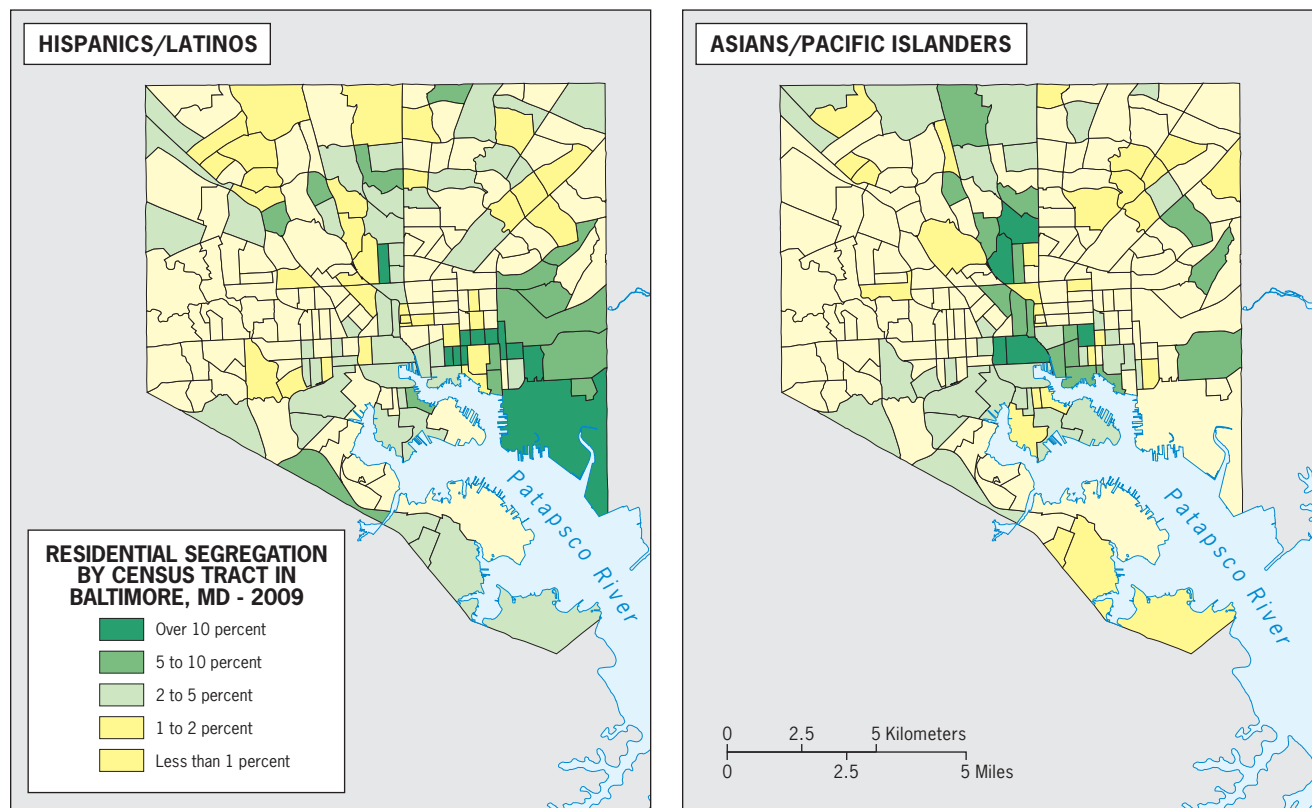 HISPANICS/LATINOS
Patapsco River
RESIDENTIAL SEGREGATION
BY CENSUS TRACT IN
BALTIMORE, MD - 2009
Over 10 percent
5 to 10 percent
2 to 5 percent
1 to 2 percent
Less than 1 percent
ASIANS/PACIFIC ISLANDERS
Patapsco River
0 2.5 5 Kilometers
0 2.5 5 Miles